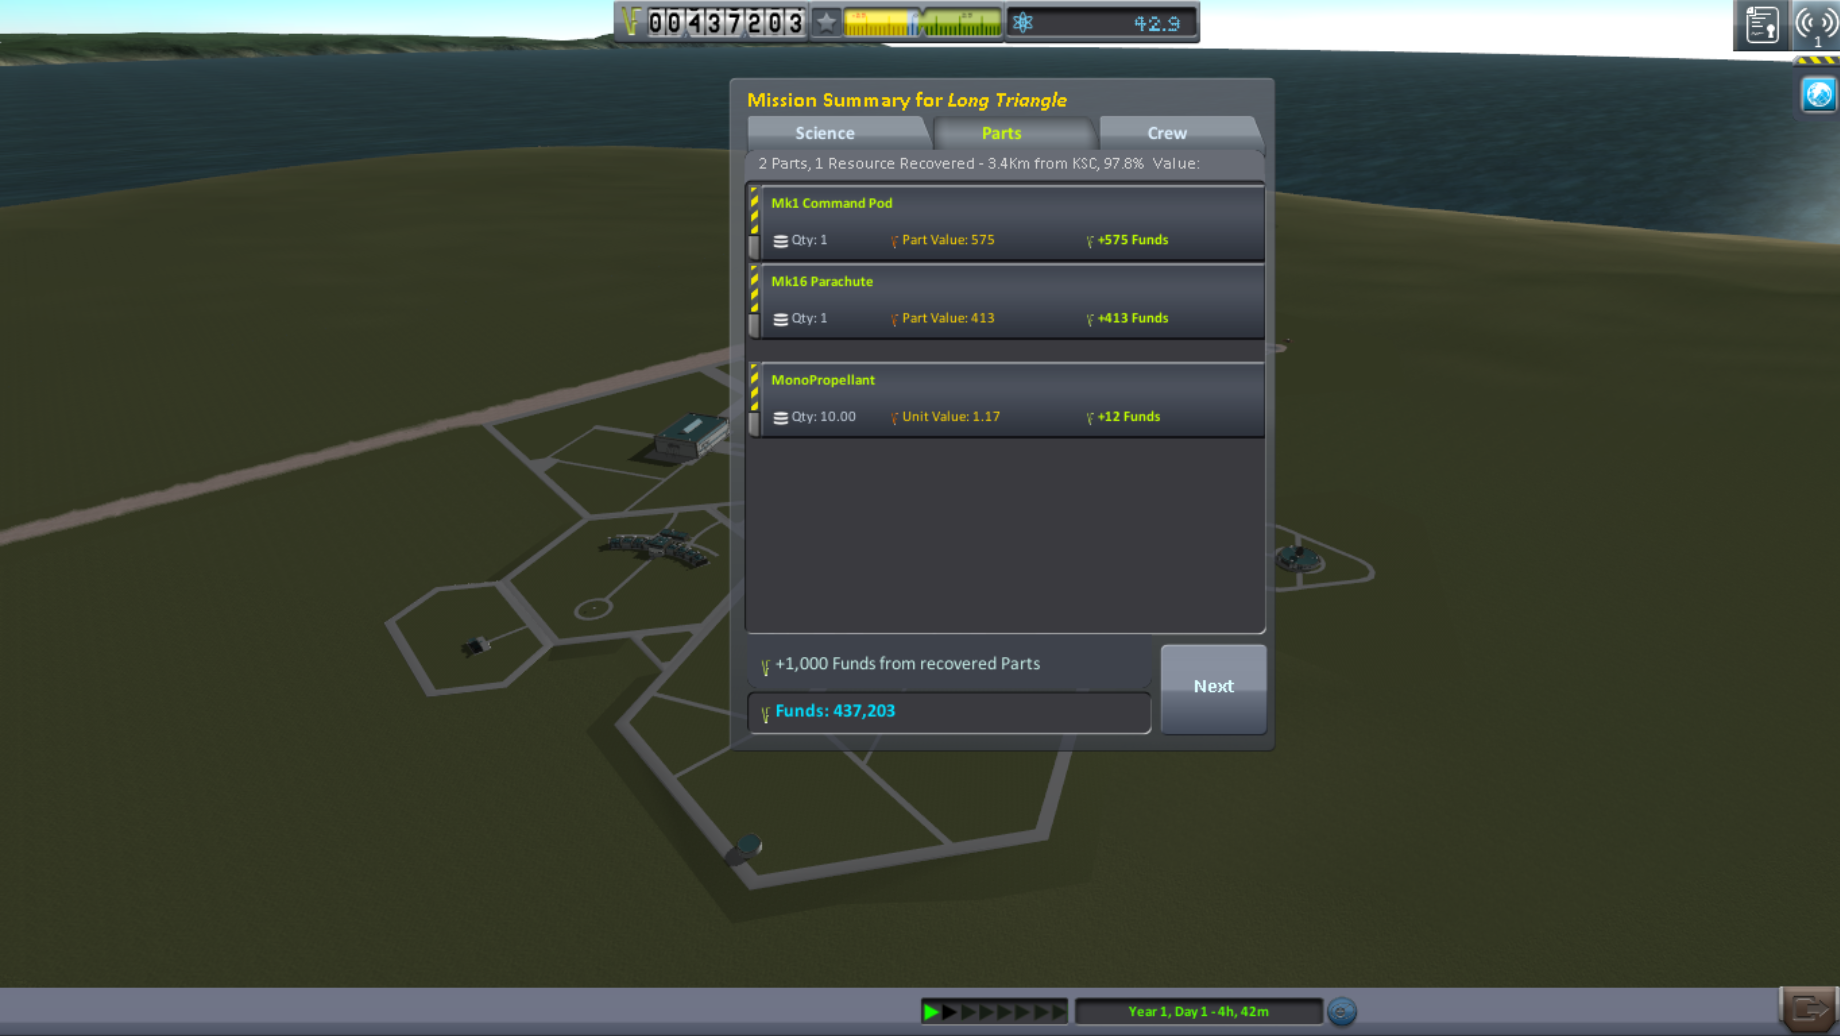 00437203
42.9
1
Mission Summary for Long Triangle
Science Parts Crew
2 Parts, 1 Resource Recovered - 3.4Km from KSC, 97.8% Value:
Mk1 Command Pod
Qty: 1 Part Value: 575 +575 Funds
Mk16 Parachute
Qty: 1 Part Value: 413 +413 Funds
MonoPropellant
Qty: 10.00 Unit Value: 1.17 +12 Funds
+1,000 Funds from recovered Parts
Next
Funds: 437,203
Year 1, Day 1 - 4h, 42m